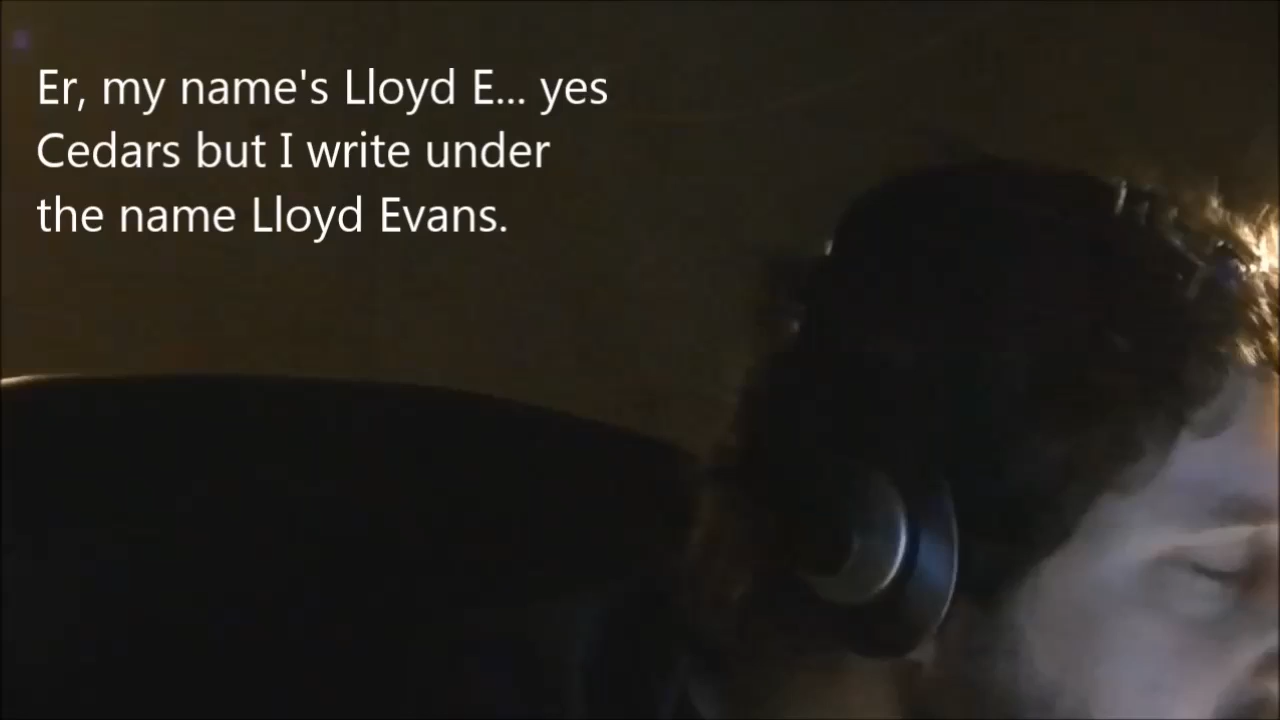 Er, my name's Lloyd E... yes
Cedars but I write under
the name Lloyd Evans.